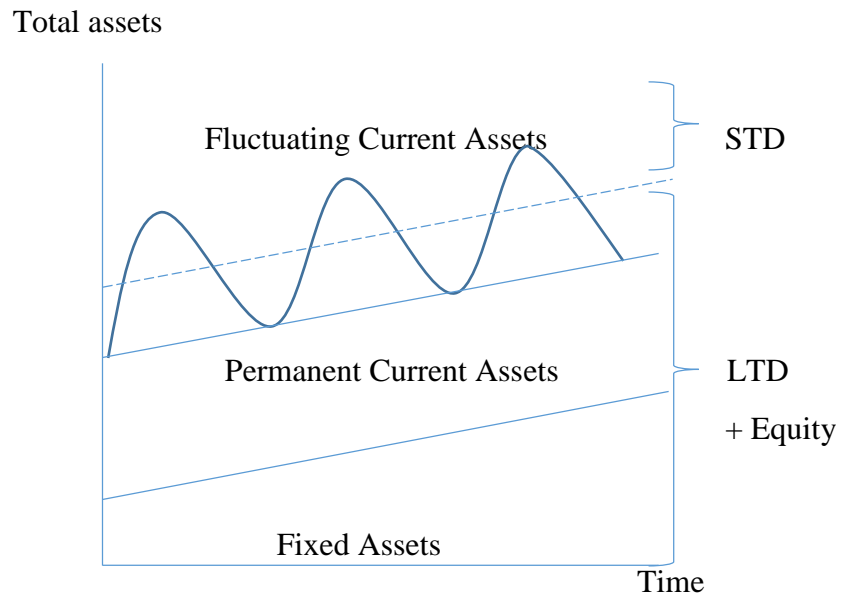 Total assets
Fluctuating Current Assets
STD
Permanent Current Assets
LTD
+ Equity
Fixed Assets
Time